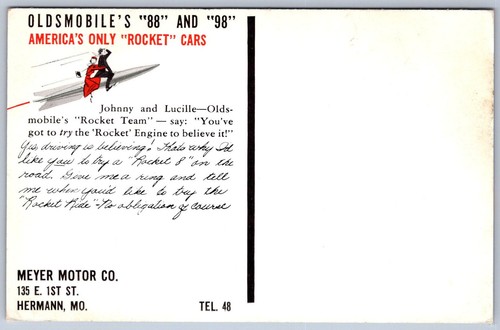 OLDSMOBILE'S "88" AND "98"
AMERICA'S ONLY "ROCKET" CARS
Johnny and Lucille—Olds-
mobile's "Rocket Team" — say: "You've
got to try the 'Rocket' Engine to believe it!"
Yes, driving is believing! Thats why I'd
like you to try a "Rocket 8" on the
road. Give me a ring and tell
me when you'd like to try the
"Rocket Ride" - No obligation of course
MEYER MOTOR CO.
135 E. 1ST ST.
HERMANN, MO.
TEL. 48